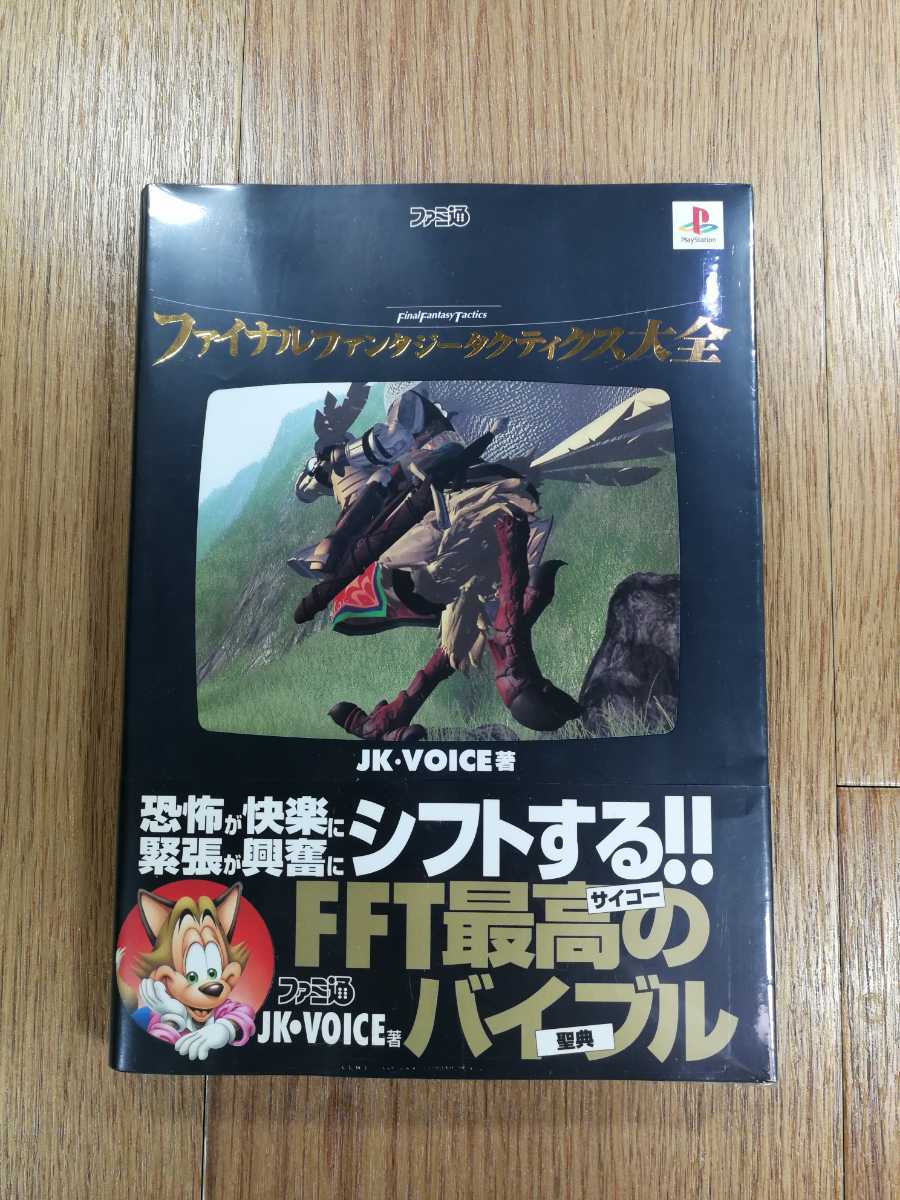 ファミ通
PlayStation
FinalFantasyTactics
ファイナルファンタジータクティクス大全
JK・VOICE著
恐怖が快楽に
緊張が興奮に
シフトする!!
FFT最高の
サイコー
バイブル
聖典
ファミ通
JK・VOICE著